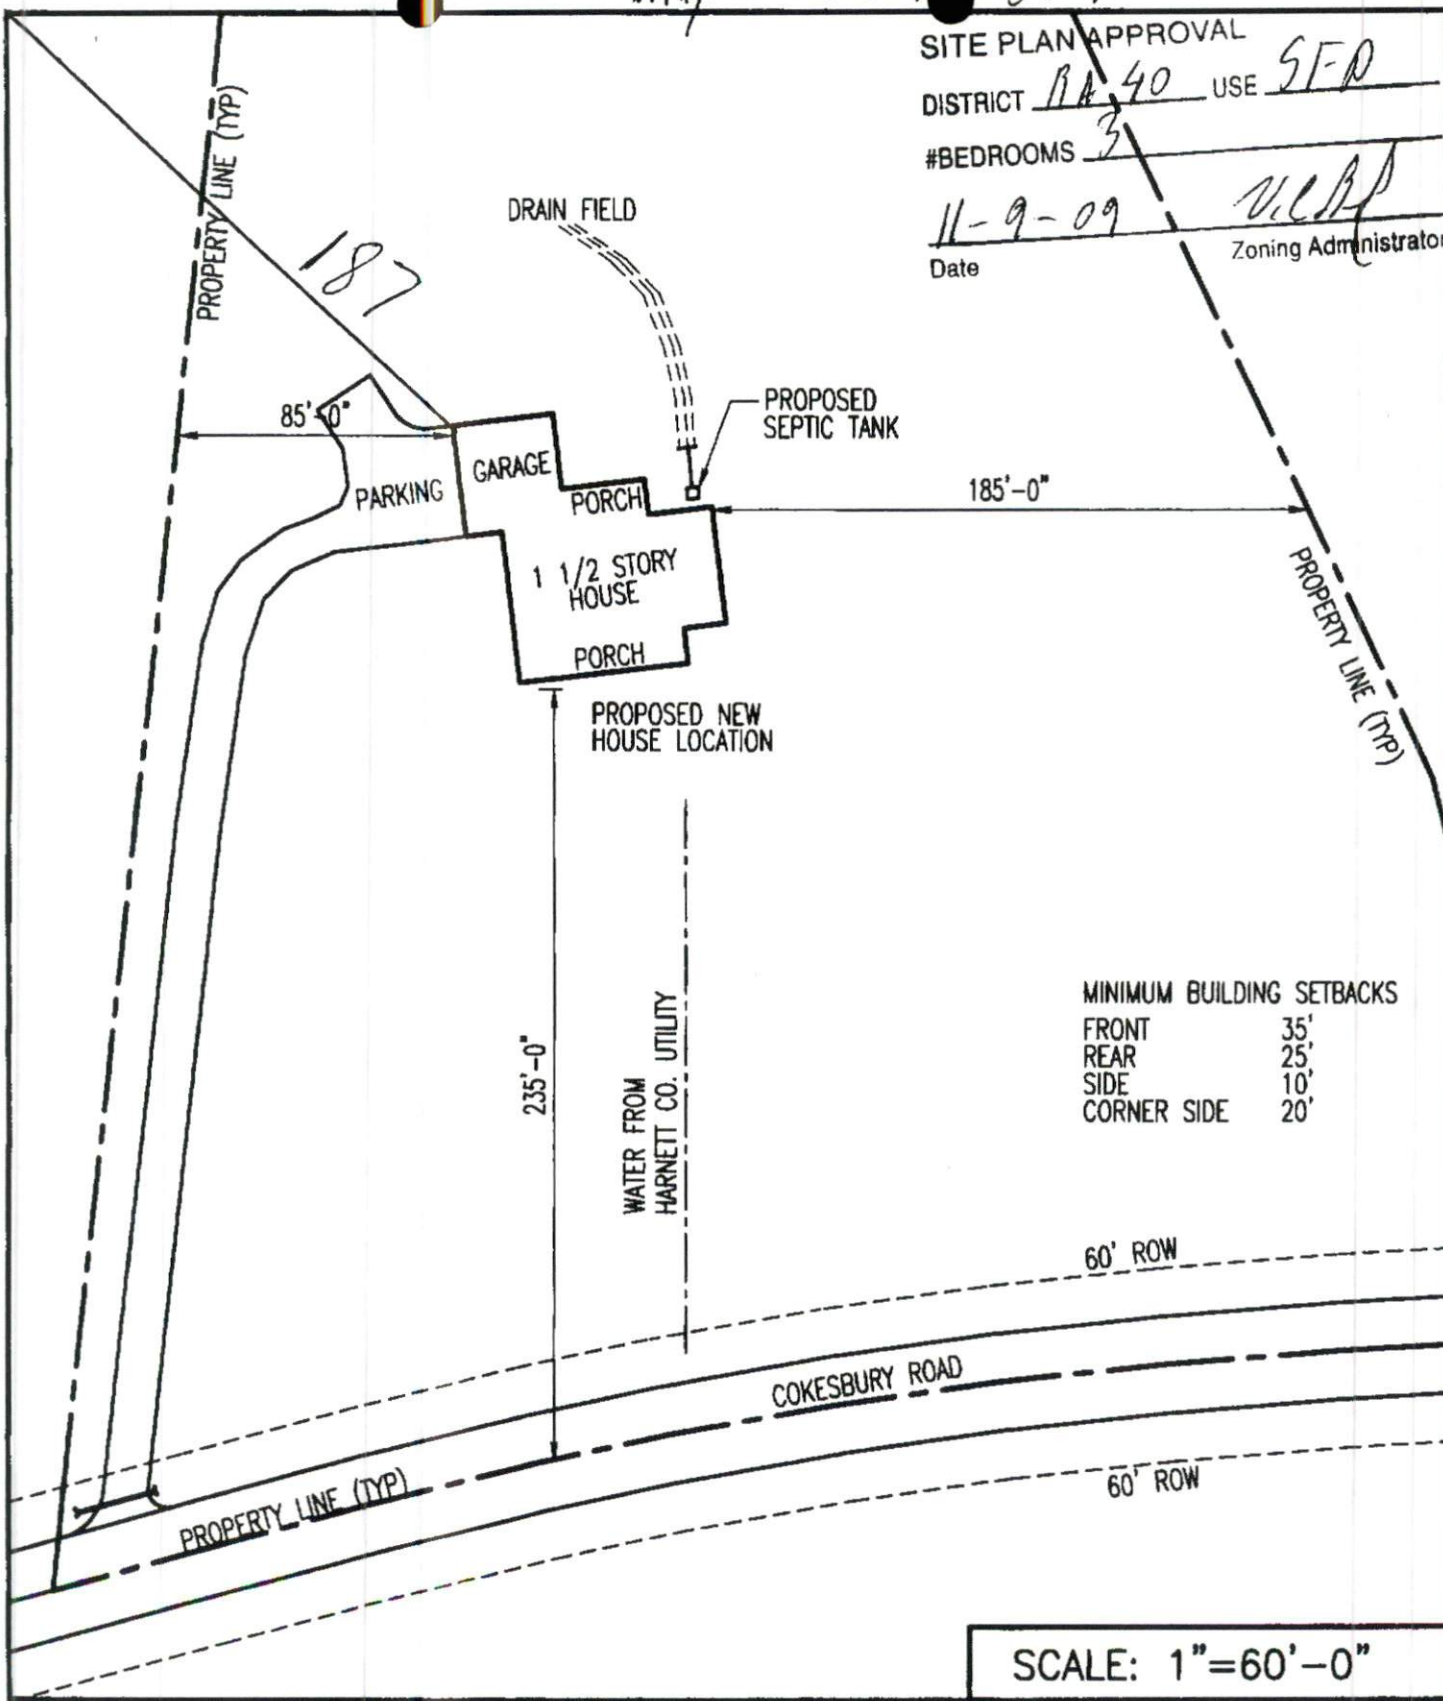 SITE PLAN APPROVAL
DISTRICT RA 40 USE SFD
#BEDROOMS 3
11-9-09
Date Zoning Administrator
PROPERTY LINE (TYP)
187
DRAIN FIELD
PROPOSED
SEPTIC TANK
85'-0"
GARAGE
PARKING
PORCH
185'-0"
1 1/2 STORY
HOUSE
PORCH
PROPERTY LINE (TYP)
PROPOSED NEW
HOUSE LOCATION
235'-0"
WATER FROM
HARNETT CO. UTILITY
MINIMUM BUILDING SETBACKS
FRONT 35'
REAR 25'
SIDE 10'
CORNER SIDE 20'
60' ROW
COKESBURY ROAD
PROPERTY LINE (TYP)
60' ROW
SCALE: 1"=60'-0"